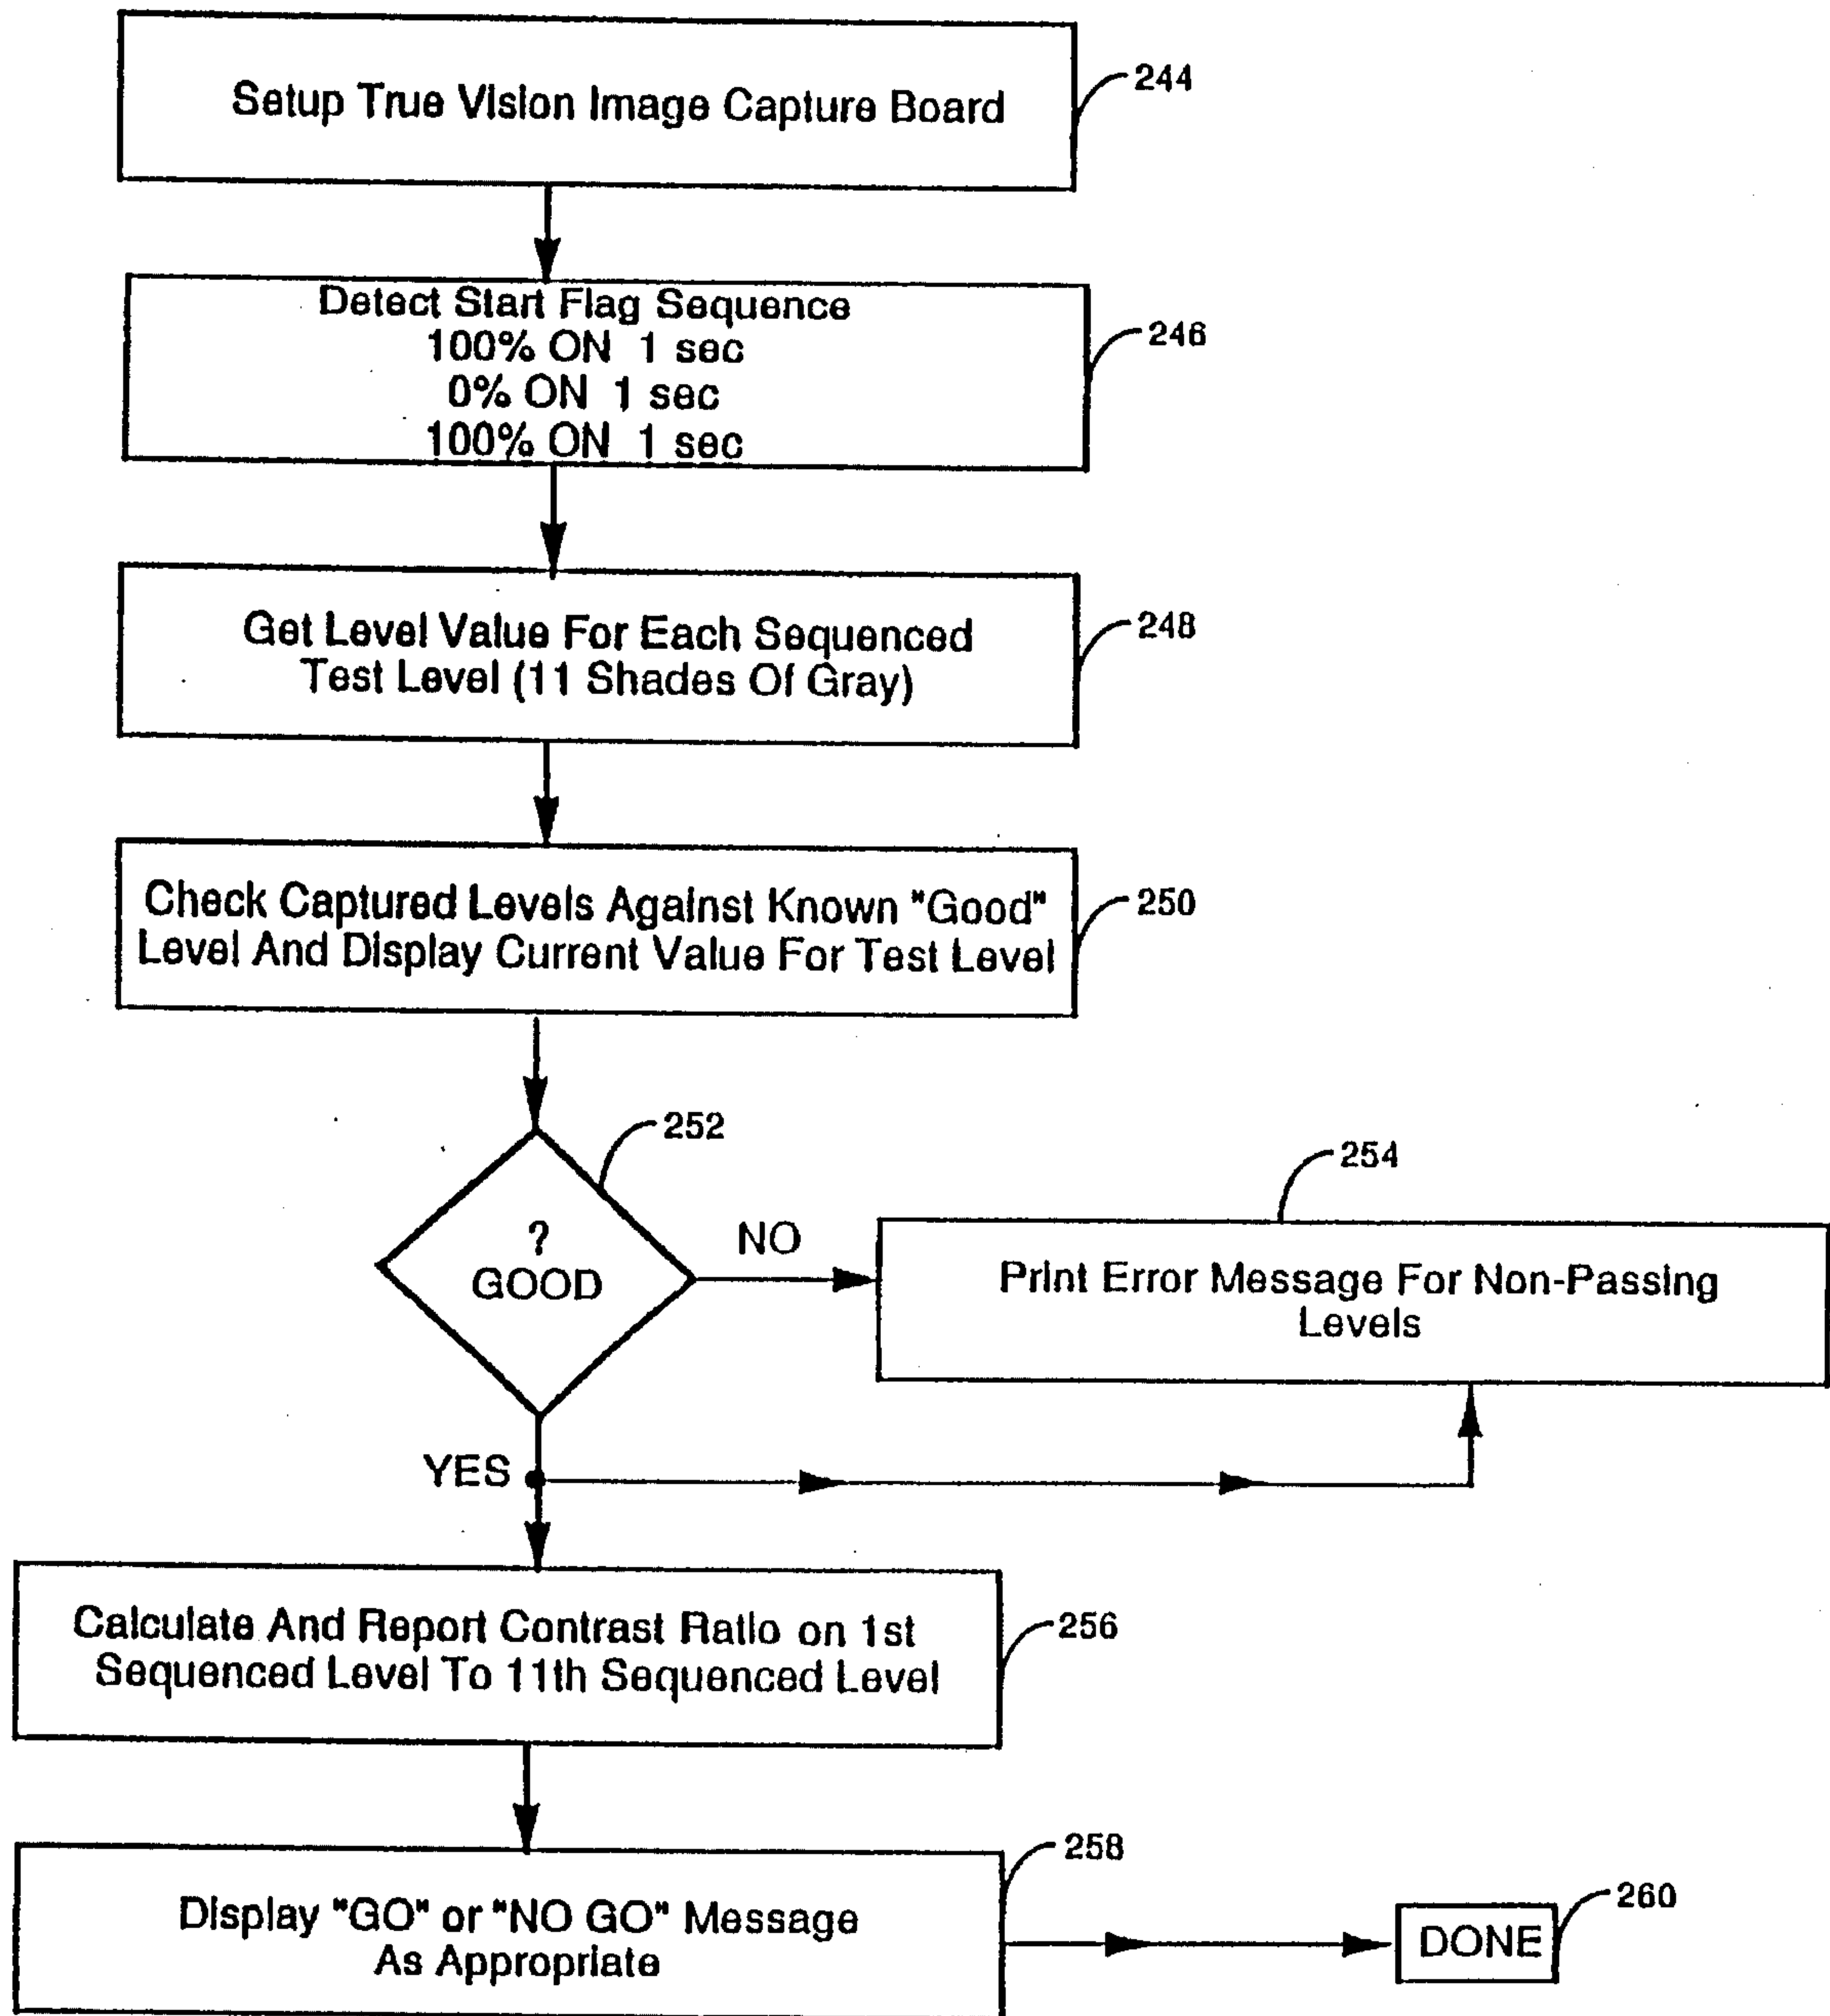 Setup True Vision Image Capture Board
244
Detect Start Flag Sequence
100% ON 1 sec
0% ON 1 sec
100% ON 1 sec
246
Get Level Value For Each Sequenced
Test Level (11 Shades Of Gray)
248
Check Captured Levels Against Known "Good"
Level And Display Current Value For Test Level
250
252
?
GOOD
NO
254
Print Error Message For Non-Passing
Levels
YES
Calculate And Report Contrast Ratio on 1st
Sequenced Level To 11th Sequenced Level
256
Display "GO" or "NO GO" Message
As Appropriate
258
DONE
260